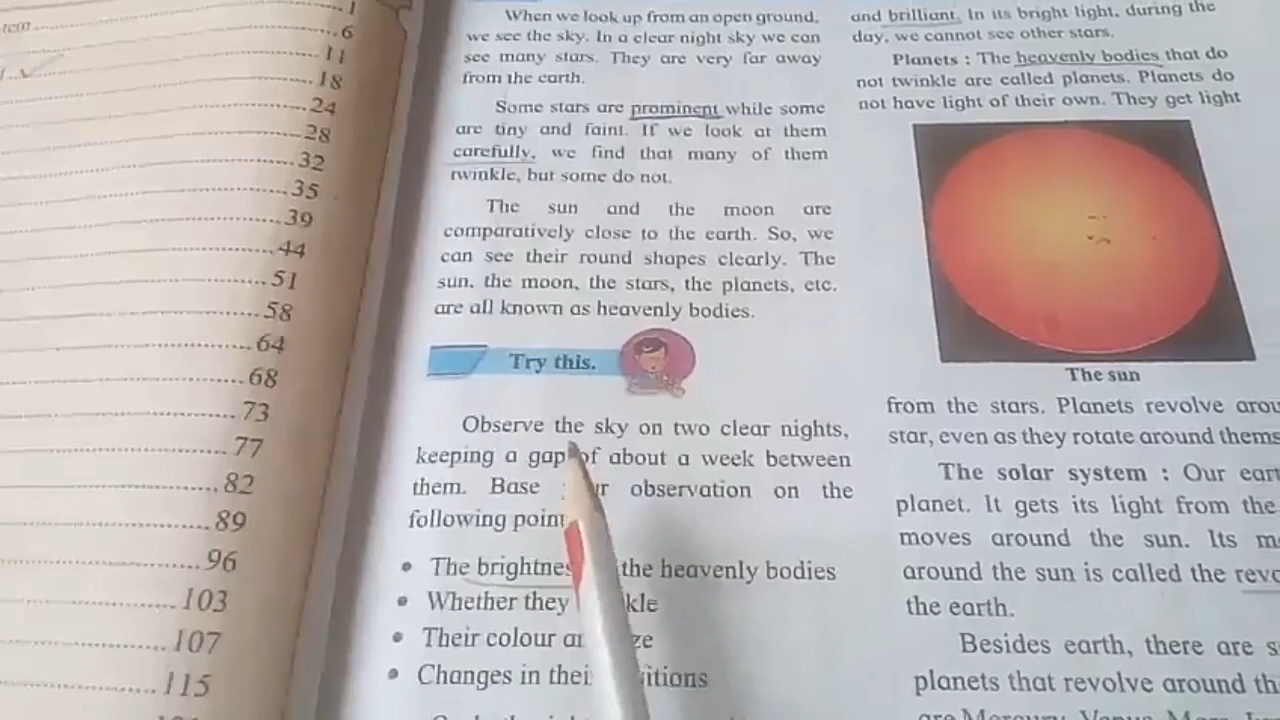 1
6
11
18
24
28
32
35
39
44
51
58
64
68
73
77
82
89
96
103
107
115
When we look up from an open ground,
we see the sky. In a clear night sky we can
see many stars. They are very far away
from the earth.
Some stars are prominent while some
are tiny and faint. If we look at them
carefully, we find that many of them
twinkle, but some do not.
The sun and the moon are
comparatively close to the earth. So, we
can see their round shapes clearly. The
sun, the moon, the stars, the planets, etc.
are all known as heavenly bodies.
Try this.
Observe the sky on two clear nights,
keeping a gap of about a week between
them. Base observation on the
following
The the heavenly bodies
Whether they
Their colour
Changes in
and brilliant. In its bright light, during the
day, we cannot see other stars.
Planets : The heavenly bodies that do
not twinkle are called planets. Planets do
not have light of their own. They get light
The sun
from the stars. Planets revolve
star, even as they rotate around
The solar system : Our
planet. It gets its light from the
moves around the sun. Its
around the sun is called the
the earth.
Besides earth, there are
planets that revolve around
are Mercury, Venus, Mars,